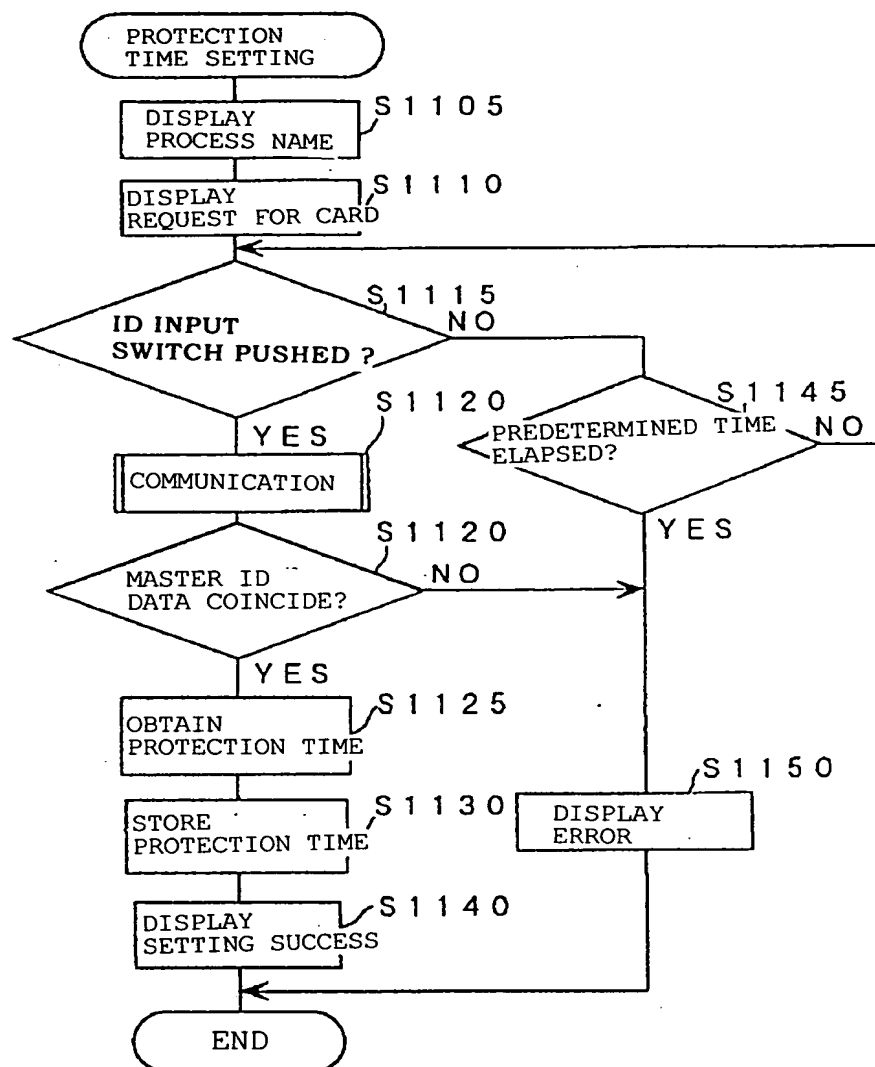 PROTECTION
TIME SETTING
S1105
DISPLAY
PROCESS NAME
S1110
DISPLAY
REQUEST FOR CARD
S1115
ID INPUT
SWITCH PUSHED ?
NO
YES
S1145
PREDETERMINED TIME
ELAPSED?
NO
YES
S1120
COMMUNICATION
S1120
MASTER ID
DATA COINCIDE?
NO
YES
S1125
OBTAIN
PROTECTION TIME
S1130
STORE
PROTECTION TIME
S1150
DISPLAY
ERROR
S1140
DISPLAY
SETTING SUCCESS
END